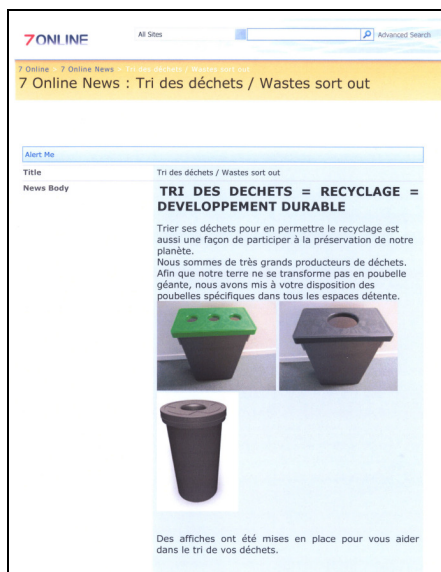 7ONLINE
All Sites
Advanced Search
7 Online 7 Online News > Tri des déchets / Wastes sort out
7 Online News : Tri des déchets / Wastes sort out
Alert Me
Title
Tri des déchets / Wastes sort out
News Body
TRI DES DECHETS = RECYCLAGE =
DEVELOPPEMENT DURABLE
Trier ses déchets pour en permettre le recyclage est
aussi une façon de participer à la préservation de notre
planète.
Nous sommes de très grands producteurs de déchets.
Afin que notre terre ne se transforme pas en poubelle
géante, nous avons mis à votre disposition des
poubelles spécifiques dans tous les espaces détente.
Des affiches ont été mises en place pour vous aider
dans le tri de vos déchets.